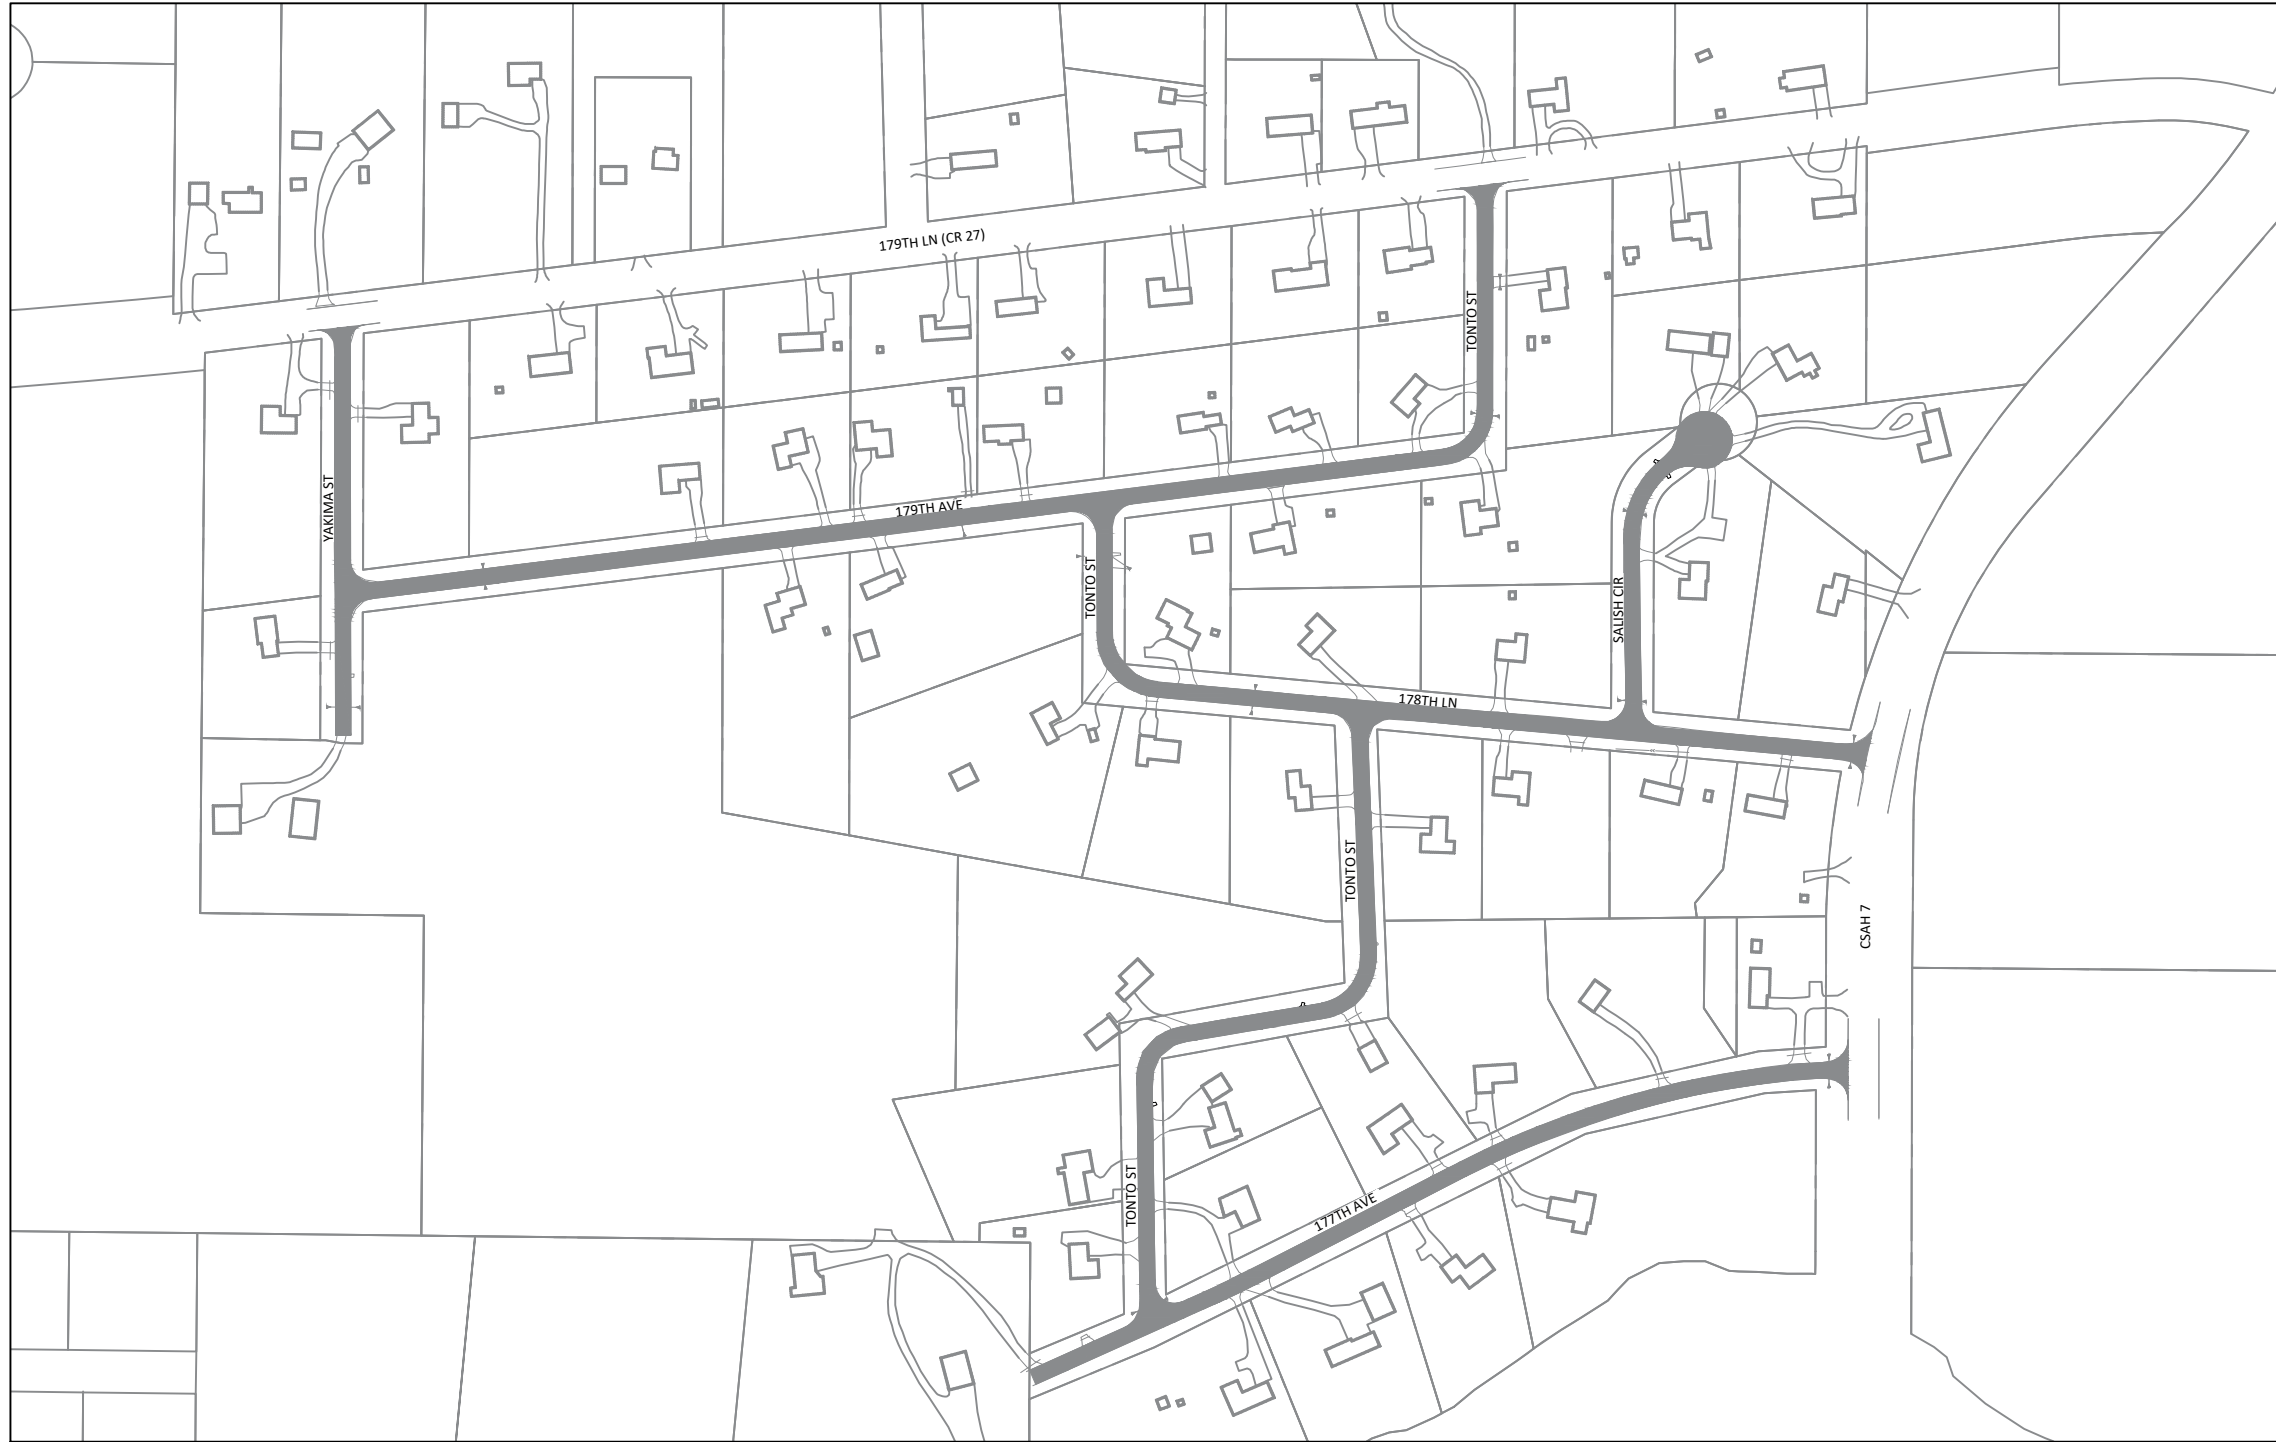 179TH LN (CR 27)
TONTO ST
YAKIMA ST
179TH AVE
TONTO ST
SALISH CIR
178TH LN
TONTO ST
CSAH 7
TONTO ST
177TH AVE